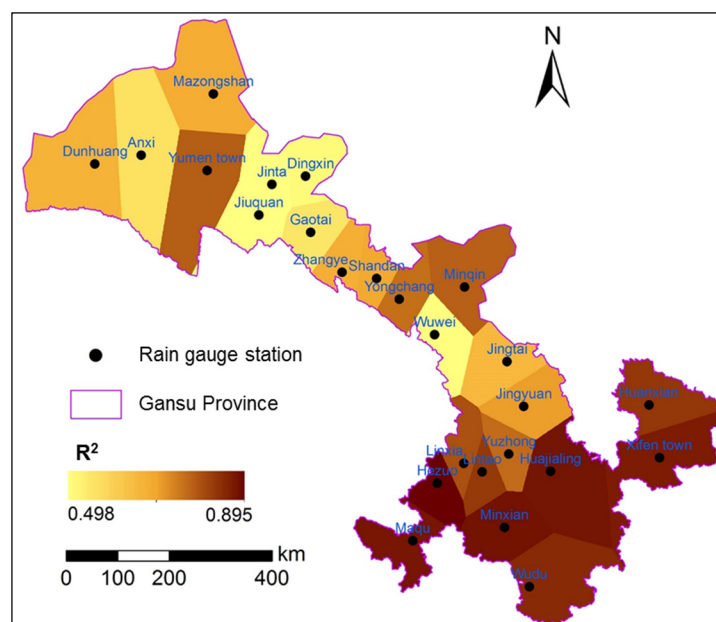 N
Mazongshan
Dunhuang
Anxi
Yumen town
Jinta
Dingxin
Jiuquan
Gaotai
Zhangye
Shandan
Yongchang
Minqin
Wuwei
Jingtai
Jingyuan
Huanxian
Xifen town
Linxia
Lintao
Yuzhong
Huajialing
Hezuo
Minxian
Maqu
Wudu
Rain gauge station
Gansu Province
R²
0.498
0.895
km
0 100 200 400